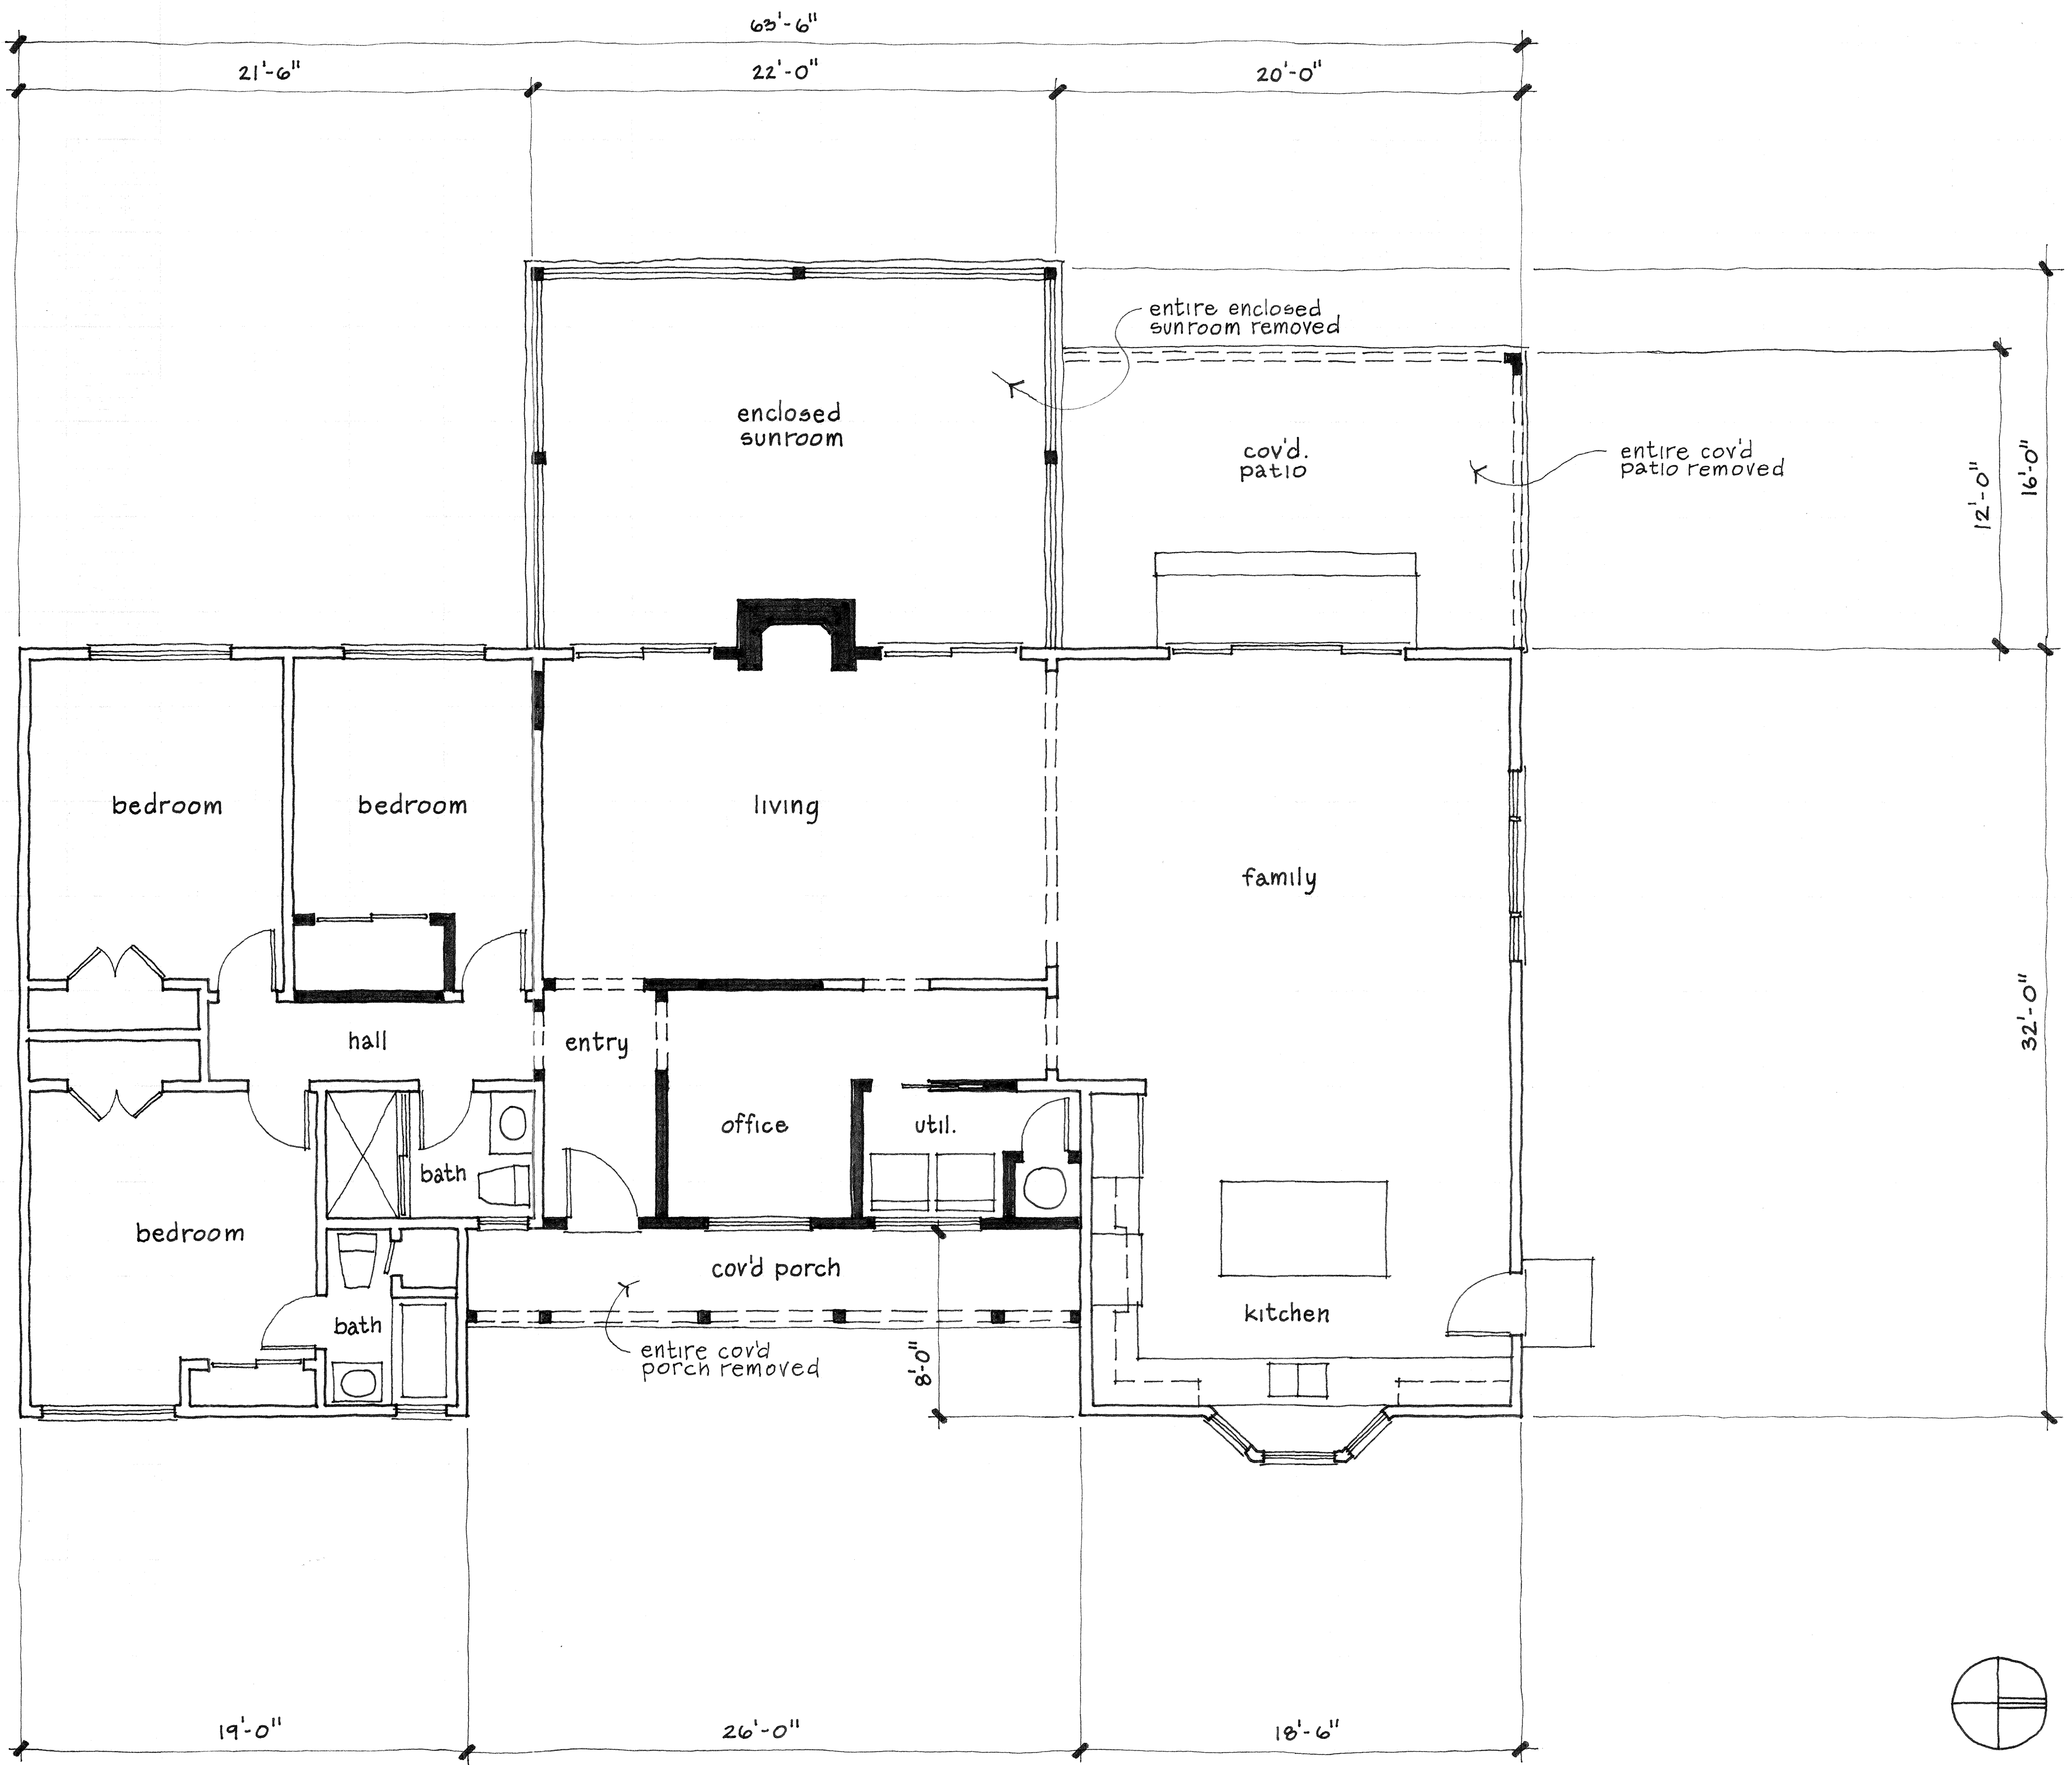 63'-6"
21'-6"
22'-0"
20'-0"
entire enclosed
sunroom removed
enclosed
sunroom
cov'd.
patio
entire cov'd
patio removed
12'-0"
16'-0"
bedroom
bedroom
living
family
hall
entry
32'-0"
office
util.
bath
bedroom
cov'd porch
bath
kitchen
entire cov'd
porch removed
8'-0"
19'-0"
26'-0"
18'-6"